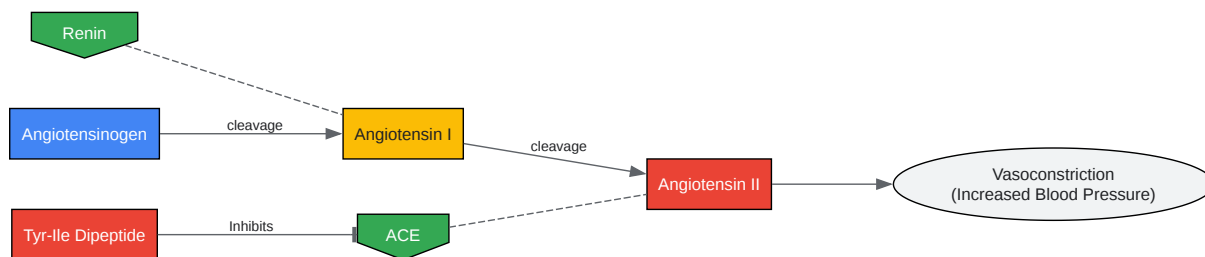 Renin
Angiotensinogen
cleavage
Angiotensin I
cleavage
Angiotensin II
Vasoconstriction
(Increased Blood Pressure)
Tyr-Ile Dipeptide
Inhibits
ACE